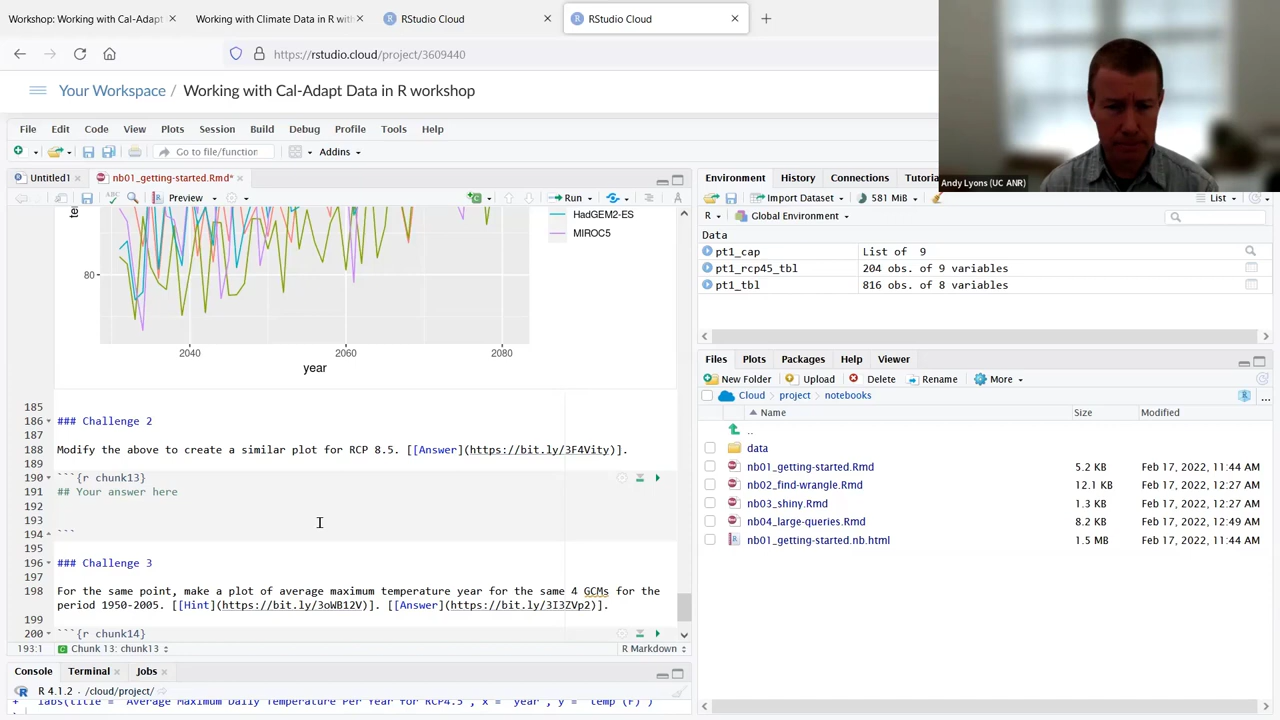 Workshop: Working with Cal-Adapt
Working with Climate Data in R wit
RStudio Cloud
RStudio Cloud
https://rstudio.cloud/project/3609440
Your Workspace / Working with Cal-Adapt Data in R workshop
File Edit Code View Plots Session Build Debug Profile Tools Help
Go to file/function
Addins
Untitled1
nb01_getting-started.Rmd*
Preview
Run
HadGEM2-ES
MIROC5
80
2040
2060
2080
year
185
186 ### Challenge 2
187
188 Modify the above to create a similar plot for RCP 8.5. [[Answer](https://bit.ly/3F4Vity)].
189
190 ```{r chunk13}
191 ## Your answer here
192
193
194 ```
195
196 ### Challenge 3
197
198 For the same point, make a plot of average maximum temperature year for the same 4 GCMs for the
period 1950-2005. [[Hint](https://bit.ly/3oWB12V)]. [[Answer](https://bit.ly/3I3ZVp2)].
199
200 ```{r chunk14}
193:1
Chunk 13: chunk13
R Markdown
Console Terminal Jobs
R 4.1.2 · /cloud/project/
+ labs(title = "Average Maximum Daily Temperature Per Year for RCP4.5", x = "year", y = "temp (F)")
Environment History Connections Tutoria
Import Dataset
581 MiB
List
R
Global Environment
Data
pt1_cap List of 9
pt1_rcp45_tbl 204 obs. of 9 variables
pt1_tbl 816 obs. of 8 variables
Files Plots Packages Help Viewer
New Folder Upload Delete Rename More
Cloud project notebooks
...
Name Size Modified
..
data
nb01_getting-started.Rmd 5.2 KB Feb 17, 2022, 11:44 AM
nb02_find-wrangle.Rmd 12.1 KB Feb 17, 2022, 12:27 AM
nb03_shiny.Rmd 1.3 KB Feb 17, 2022, 12:27 AM
nb04_large-queries.Rmd 8.2 KB Feb 17, 2022, 12:49 AM
nb01_getting-started.nb.html 1.5 MB Feb 17, 2022, 11:44 AM
Andy Lyons (UC ANR)